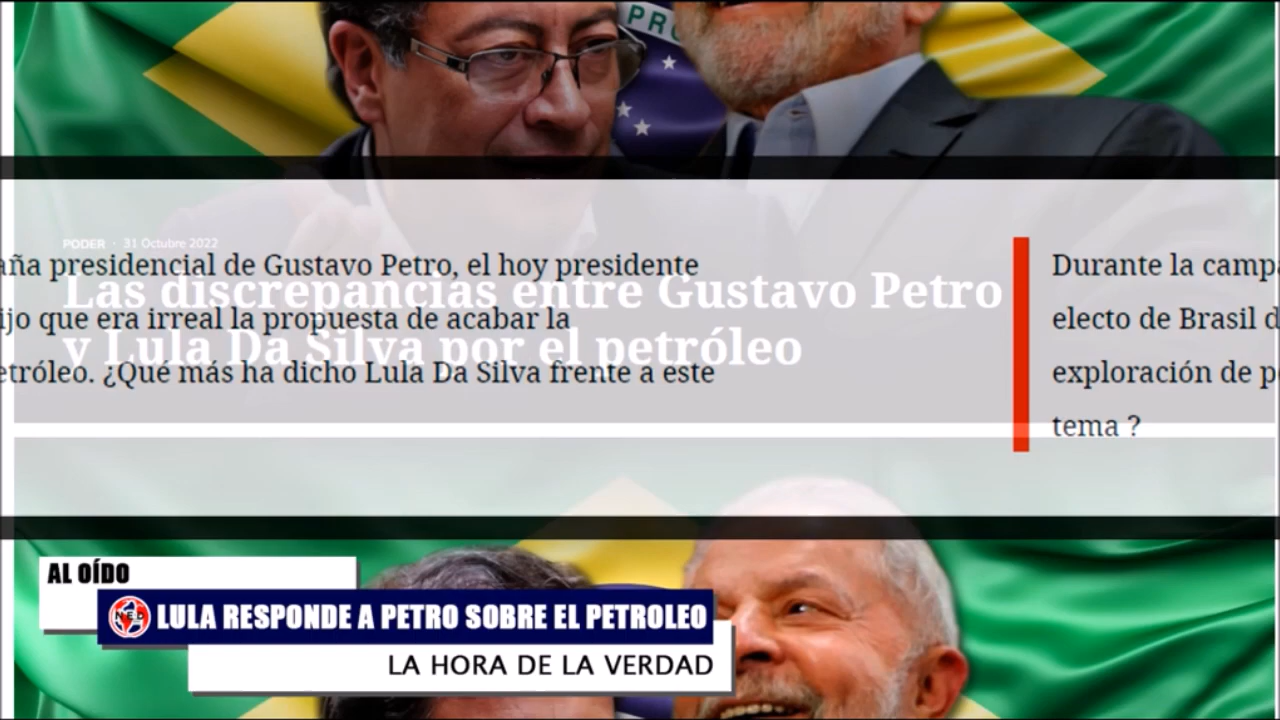 PRO
PODER · 31 Octubre 2022
Las discrepancias entre Gustavo Petro
y Lula Da Silva por el petróleo
aña presidencial de Gustavo Petro, el hoy presidente
ijo que era irreal la propuesta de acabar la
etróleo. ¿Qué más ha dicho Lula Da Silva frente a este
Durante la campa
electo de Brasil d
exploración de pe
tema ?
AL OÍDO
LULA RESPONDE A PETRO SOBRE EL PETROLEO
LA HORA DE LA VERDAD